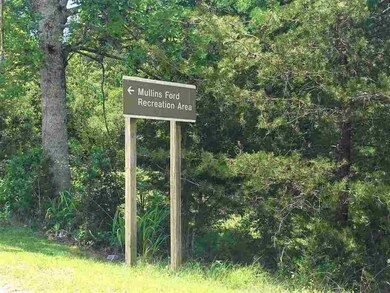 ← Mullins Ford
Recreation Area